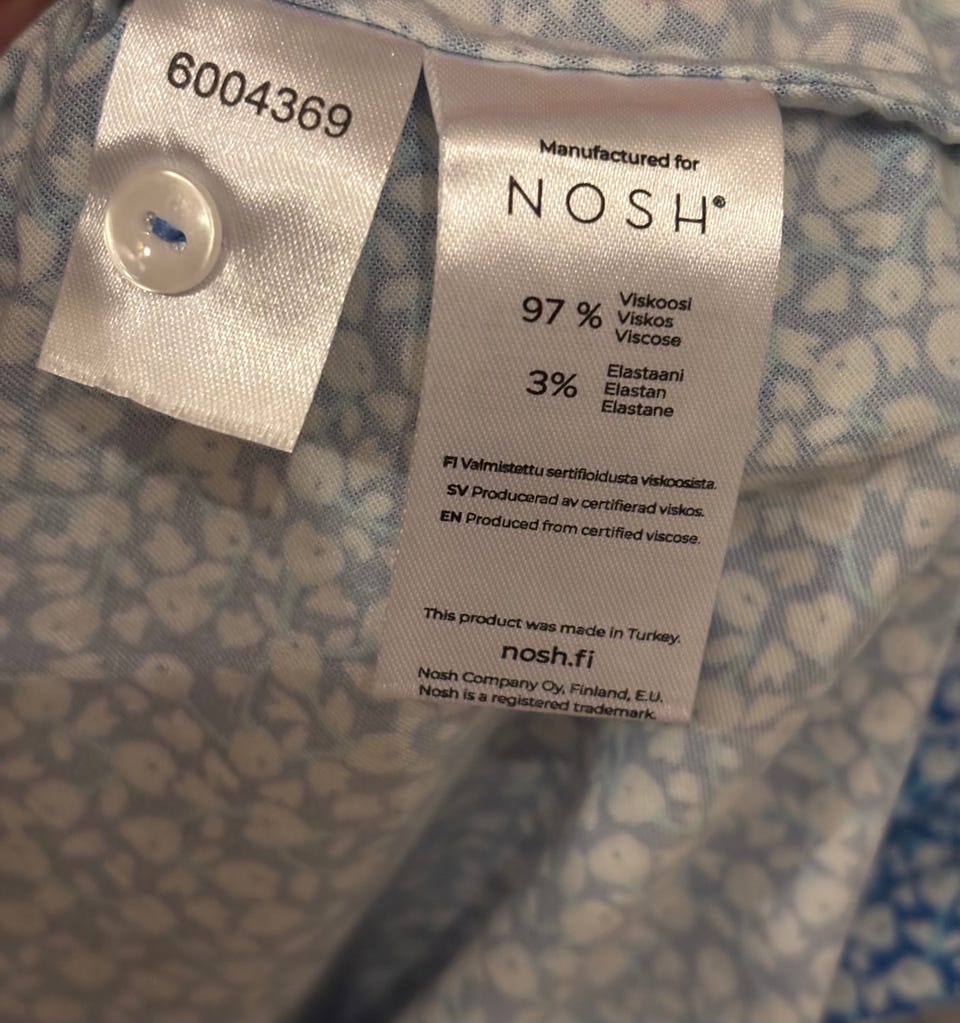 6004369
Manufactured for
NOSH®
97 % Viskoosi
Viskos
Viscose
3% Elastaani
Elastan
Elastane
FI Valmistettu sertifioidusta viskoosista.
SV Producerad av certifierad viskos.
EN Produced from certified viscose.
This product was made in Turkey.
nosh.fi
Nosh Company Oy, Finland, E.U.
Nosh is a registered trademark.